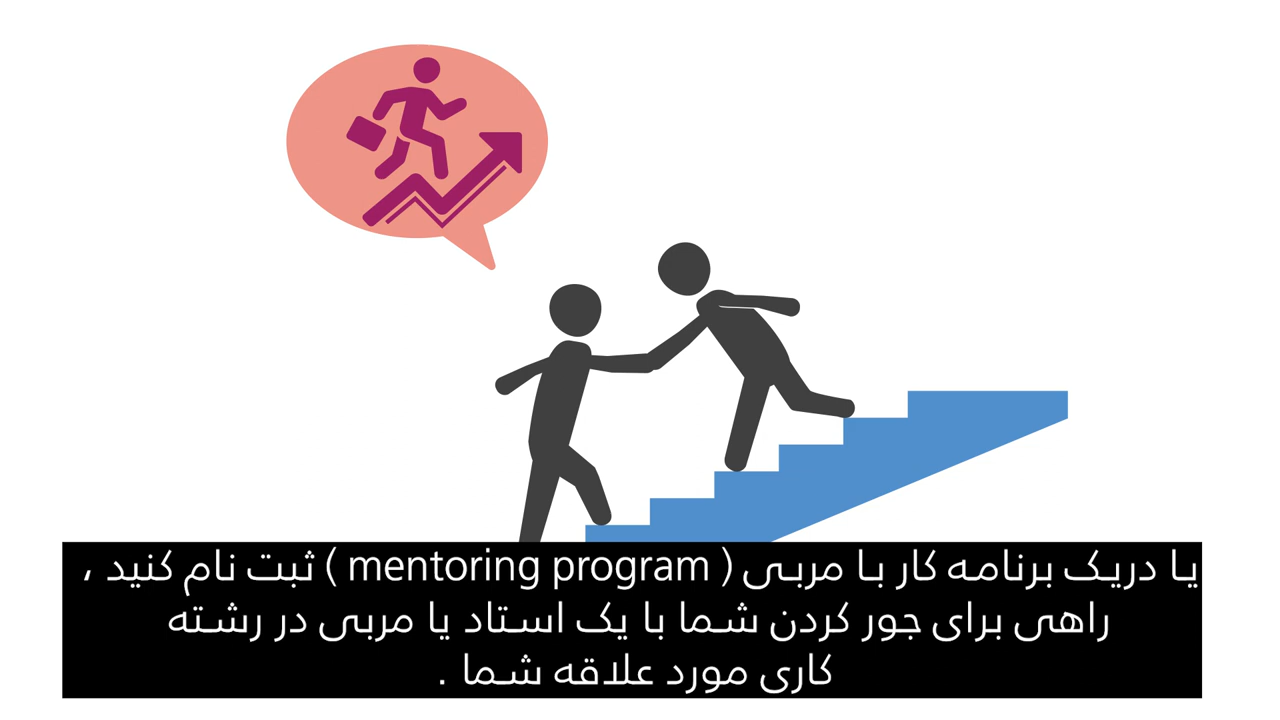 یا دریک برنامه کار با مربی ( mentoring program ) ثبت نام کنید ،
راهی برای جور کردن شما با یک استاد یا مربی در رشته
کاری مورد علاقه شما .